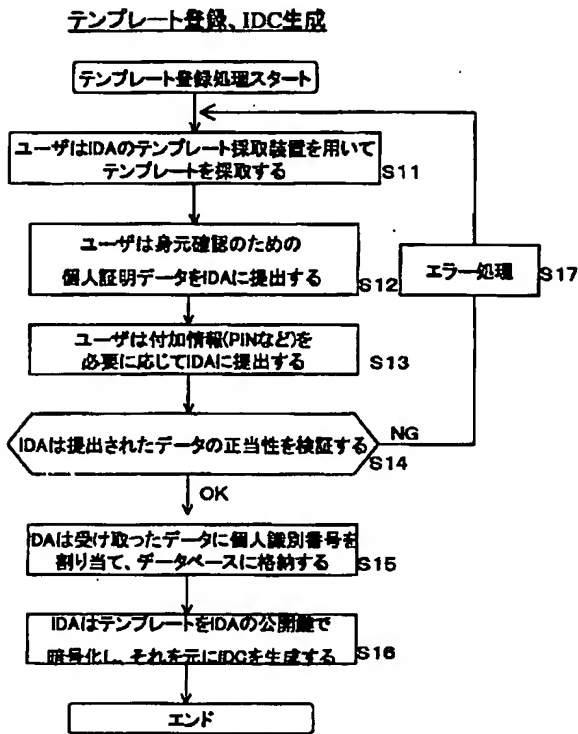 テンプレート登録、IDC生成
テンプレート登録処理スタート
ユーザはIDAのテンプレート採取装置を用いて
テンプレートを採取する
S11
ユーザは身元確認のための
個人証明データをIDAに提出する
S12
エラー処理
S17
ユーザは付加情報(PINなど)を
必要に応じてIDAに提出する
S13
IDAは提出されたデータの正当性を検証する
NG
S14
OK
IDAは受け取ったデータに個人識別番号を
割り当て、データベースに格納する
S15
IDAはテンプレートをIDAの公開鍵で
暗号化し、それを元にIDCを生成する
S16
エンド